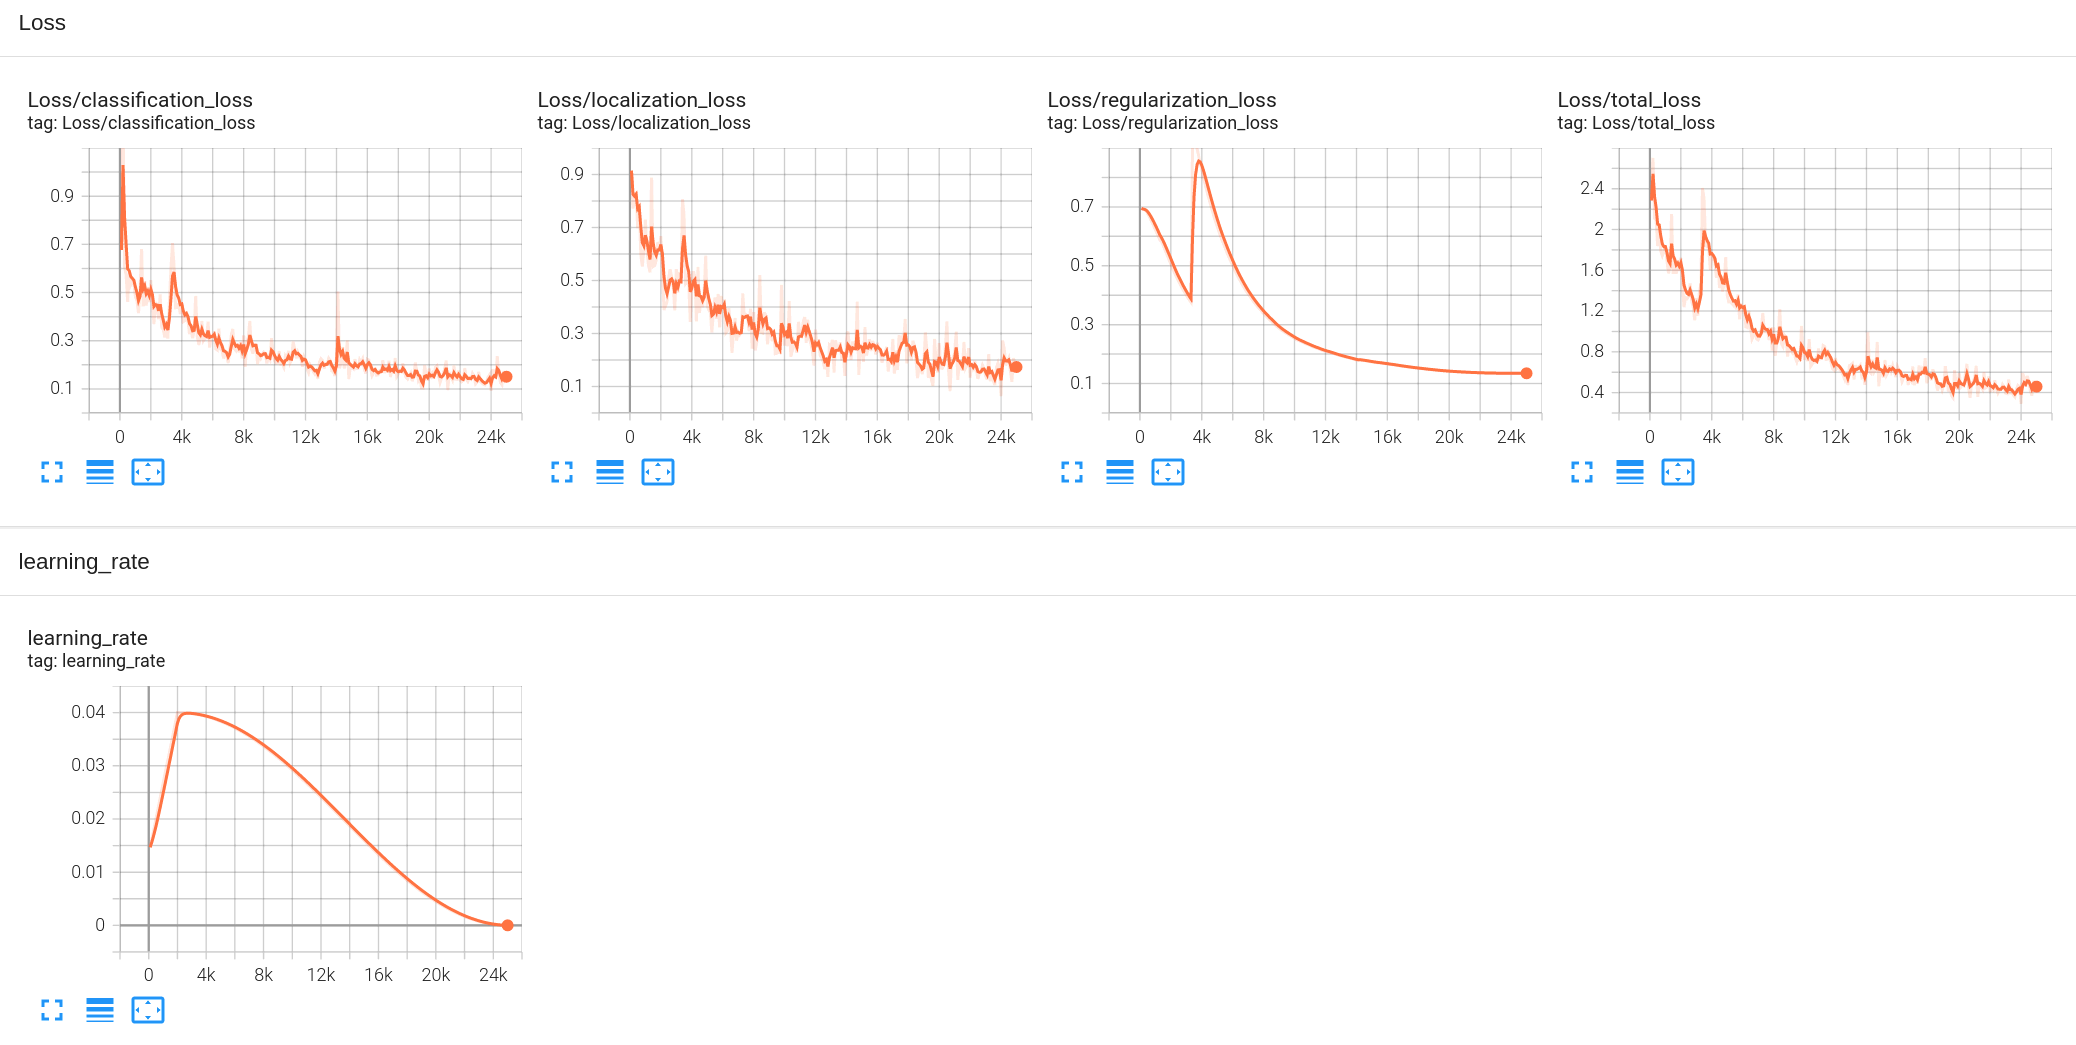 Loss
Loss/classification_loss
tag: Loss/classification_loss
0.9
0.7
0.5
0.3
0.1
0 4k 8k 12k 16k 20k 24k
Loss/localization_loss
tag: Loss/localization_loss
0.9
0.7
0.5
0.3
0.1
0 4k 8k 12k 16k 20k 24k
Loss/regularization_loss
tag: Loss/regularization_loss
0.7
0.5
0.3
0.1
0 4k 8k 12k 16k 20k 24k
Loss/total_loss
tag: Loss/total_loss
2.4
2
1.6
1.2
0.8
0.4
0 4k 8k 12k 16k 20k 24k
learning_rate
learning_rate
tag: learning_rate
0.04
0.03
0.02
0.01
0
0 4k 8k 12k 16k 20k 24k